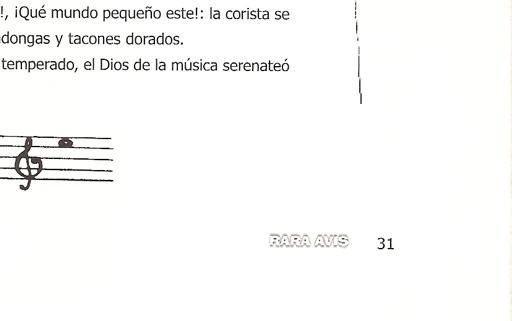 !, ¡Qué mundo pequeño este!: la corista se
dongas y tacones dorados.
temperado, el Dios de la música serenateó
RARA AVIS 31